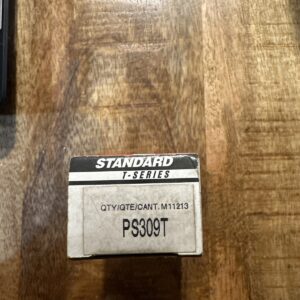 STANDARD
T-SERIES
QTY/QTE/CANT. M11213
PS309T